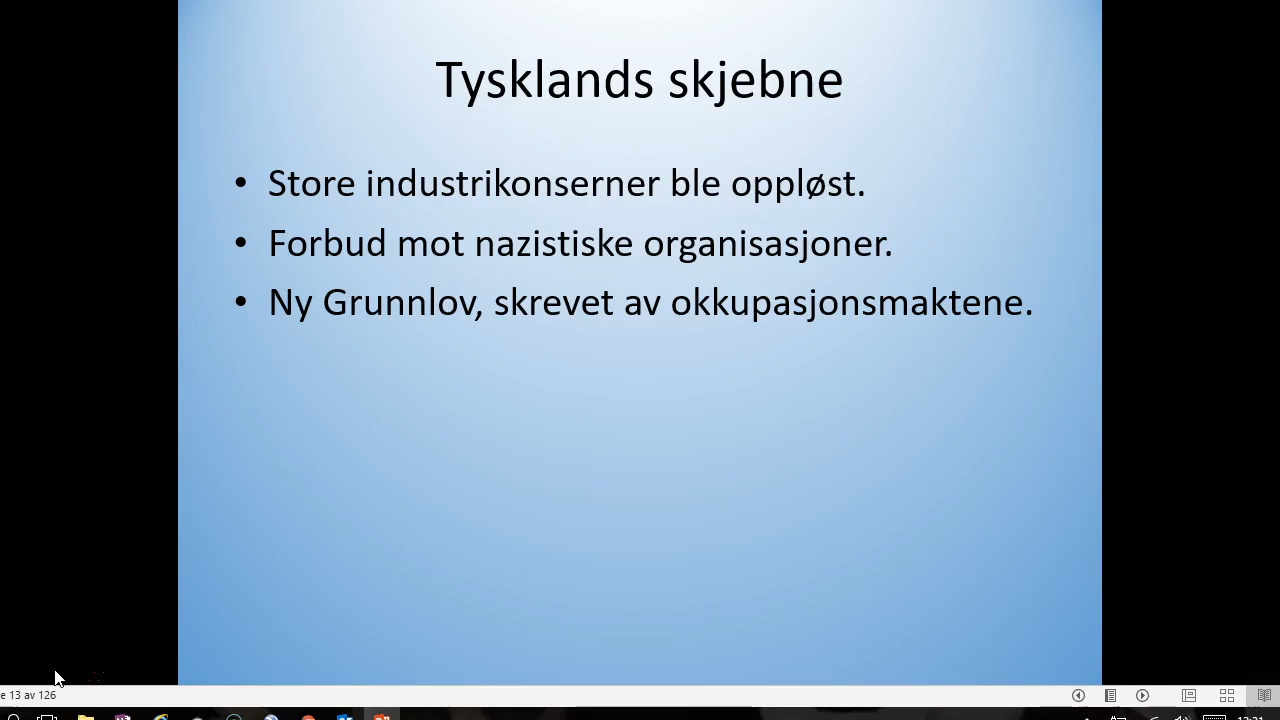 Tysklands skjebne
• Store industrikonserner ble oppløst.
• Forbud mot nazistiske organisasjoner.
• Ny Grunnlov, skrevet av okkupasjonsmaktene.
e 13 av 126